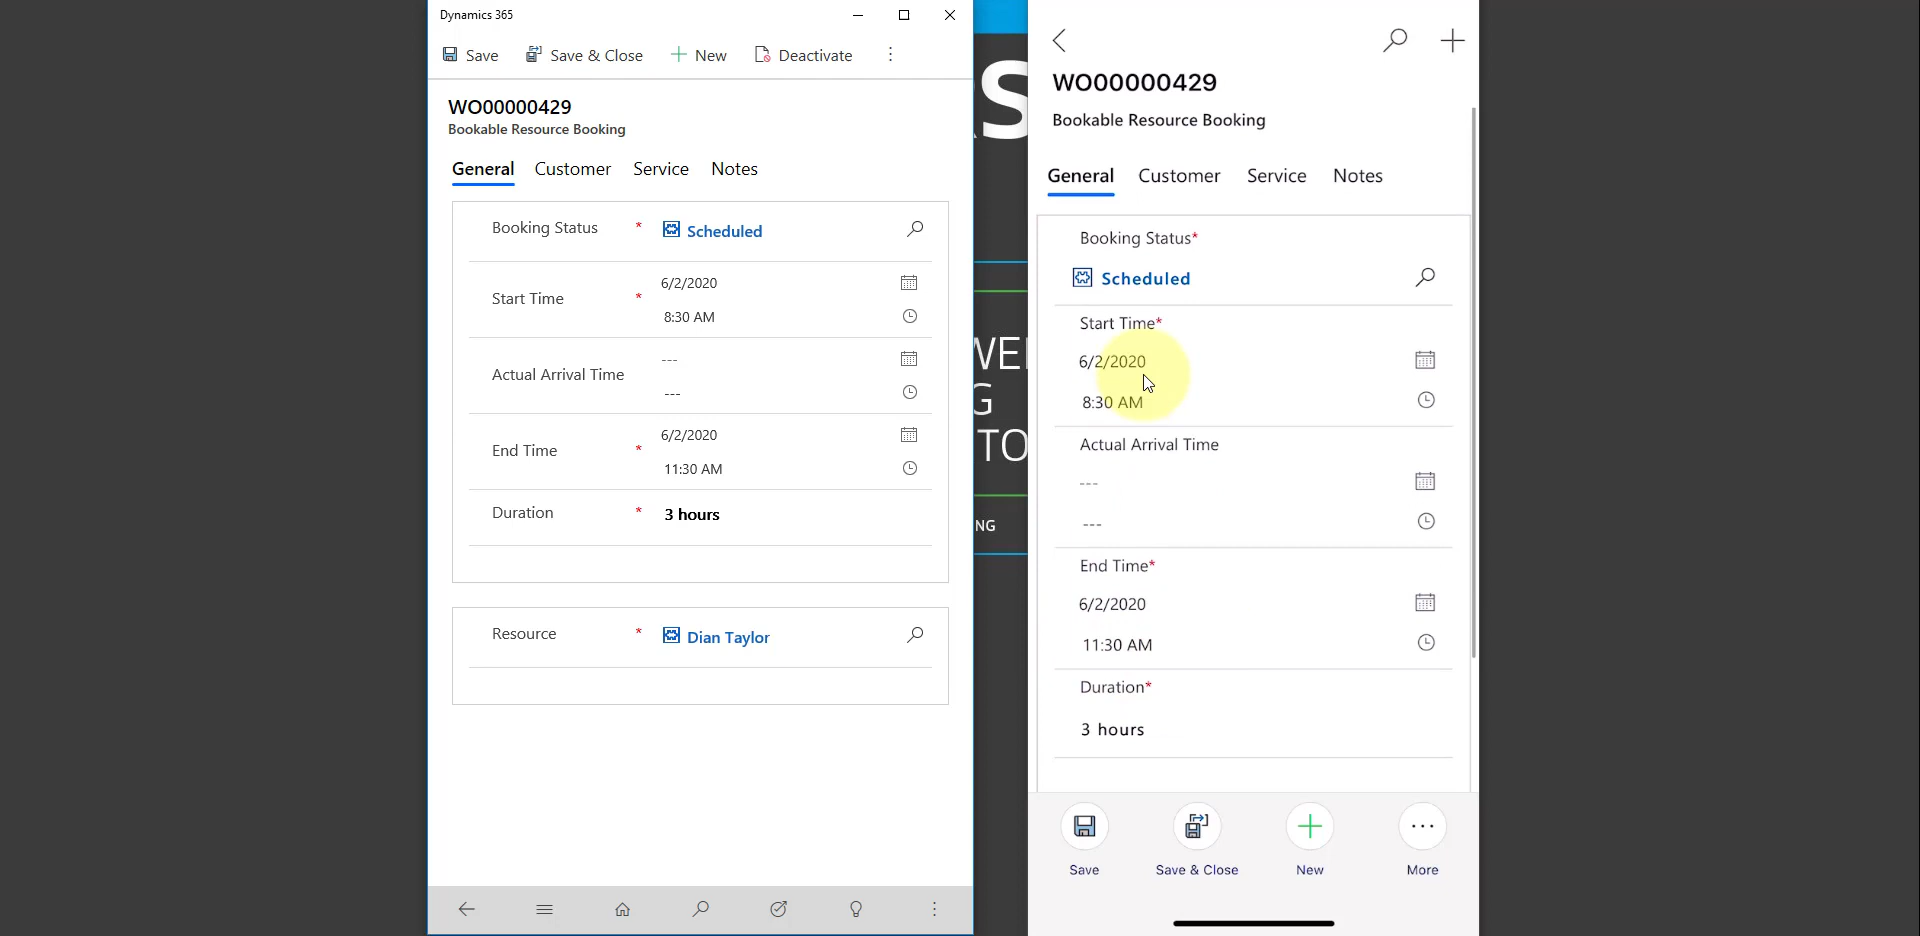 Dynamics 365
Save
Save & Close
New
Deactivate
WO00000429
Bookable Resource Booking
General
Customer
Service
Notes
Booking Status *
Scheduled
Start Time *
6/2/2020
8:30 AM
Actual Arrival Time
---
---
End Time *
6/2/2020
11:30 AM
Duration *
3 hours
Resource *
Dian Taylor
S
G
TO
NG
WO00000429
Bookable Resource Booking
General
Customer
Service
Notes
Booking Status*
Scheduled
Start Time*
6/2/2020
8:30 AM
Actual Arrival Time
---
---
End Time*
6/2/2020
11:30 AM
Duration*
3 hours
Save
Save & Close
New
More